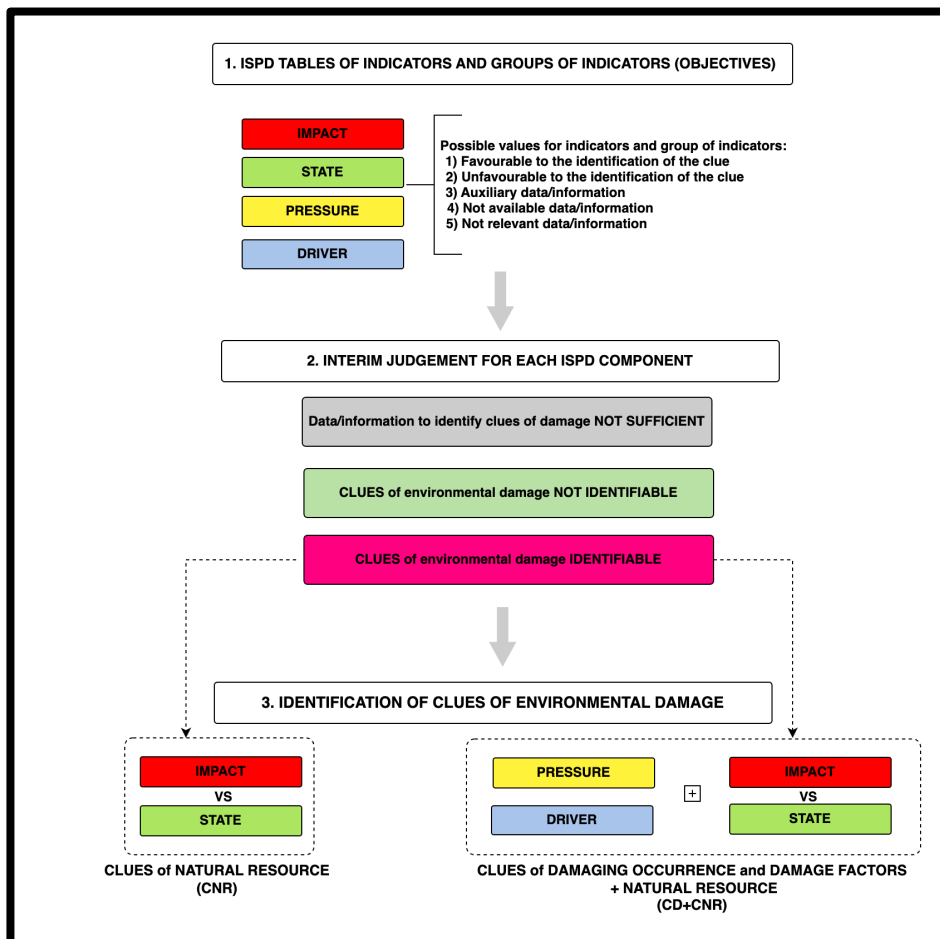 1. ISPD TABLES OF INDICATORS AND GROUPS OF INDICATORS (OBJECTIVES)
IMPACT
STATE
PRESSURE
DRIVER
Possible values for indicators and group of indicators:
1) Favourable to the identification of the clue
2) Unfavourable to the identification of the clue
3) Auxiliary data/information
4) Not available data/information
5) Not relevant data/information
2. INTERIM JUDGEMENT FOR EACH ISPD COMPONENT
Data/information to identify clues of damage NOT SUFFICIENT
CLUES of environmental damage NOT IDENTIFIABLE
CLUES of environmental damage IDENTIFIABLE
3. IDENTIFICATION OF CLUES OF ENVIRONMENTAL DAMAGE
IMPACT
VS
STATE
CLUES of NATURAL RESOURCE
(CNR)
PRESSURE
DRIVER
+
IMPACT
VS
STATE
CLUES of DAMAGING OCCURRENCE and DAMAGE FACTORS
+ NATURAL RESOURCE
(CD+CNR)